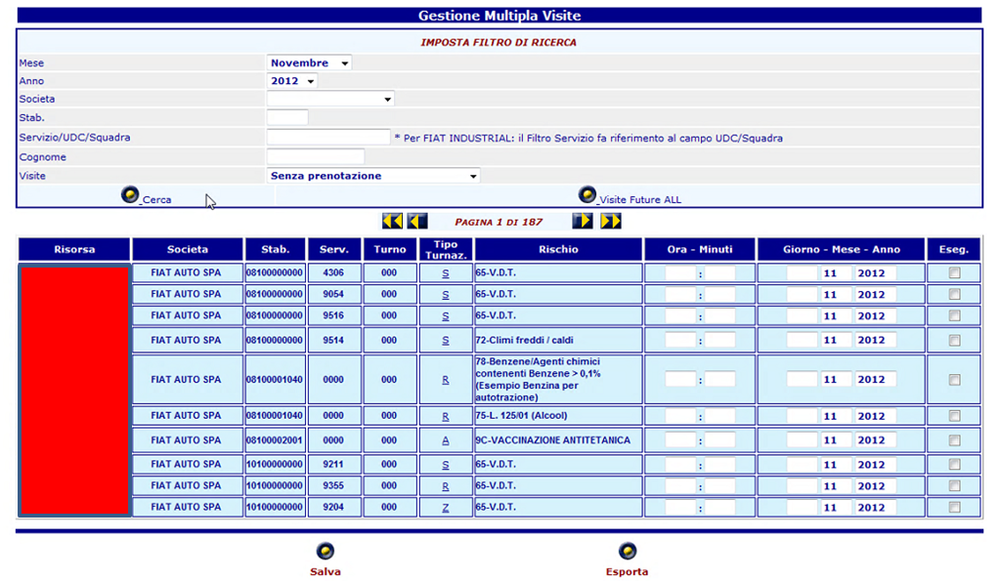 Gestione Multipla Visite
IMPOSTA FILTRO DI RICERCA
Mese Novembre
Anno 2012
Societa
Stab.
Servizio/UDC/Squadra * Per FIAT INDUSTRIAL: il Filtro Servizio fa riferimento al campo UDC/Squadra
Cognome
Visite Senza prenotazione
Cerca Visite Future ALL
PAGINA 1 DI 187
Risorsa Societa Stab. Serv. Turno Tipo Turnaz. Rischio Ora - Minuti Giorno - Mese - Anno Eseg.
FIAT AUTO SPA 08100000000 4306 000 S 65-V.D.T. : 11 2012
FIAT AUTO SPA 08100000000 9054 000 S 65-V.D.T. : 11 2012
FIAT AUTO SPA 08100000000 9516 000 S 65-V.D.T. : 11 2012
FIAT AUTO SPA 08100000000 9514 000 S 72-Climi freddi / caldi : 11 2012
FIAT AUTO SPA 08100001040 0000 000 R 78-Benzene/Agenti chimici
contenenti Benzene > 0,1%
(Esempio Benzina per
autotrazione) : 11 2012
FIAT AUTO SPA 08100001040 0000 000 R 75-L. 125/01 (Alcool) : 11 2012
FIAT AUTO SPA 08100002001 0000 000 A 9C-VACCINAZIONE ANTITETANICA : 11 2012
FIAT AUTO SPA 10100000000 9211 000 S 65-V.D.T. : 11 2012
FIAT AUTO SPA 10100000000 9355 000 R 65-V.D.T. : 11 2012
FIAT AUTO SPA 10100000000 9204 000 Z 65-V.D.T. : 11 2012
Salva Esporta